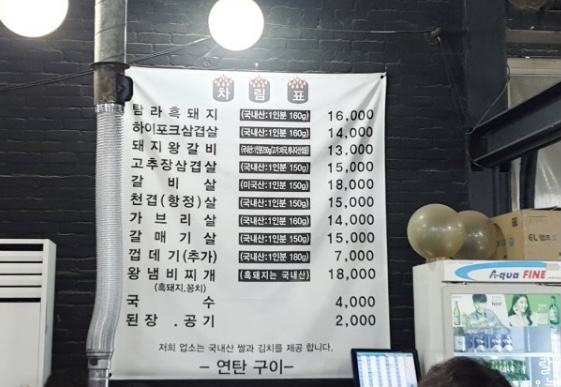 차림표
탐라흑돼지 (국내산:1인분 160g) 16,000
하이포크삼겹살 (국내산:1인분 160g) 14,000
돼지왕갈비 13,000
고추장삼겹살 (국내산:1인분 150g) 15,000
갈비살 (미국산:1인분 150g) 18,000
천겹(항정)살 (국내산:1인분 150g) 15,000
가브리살 (국내산:1인분 160g) 14,000
갈매기살 (국내산:1인분 150g) 15,000
껍데기(추가) (국내산:1인분 180g) 7,000
왕냄비찌개 (흑돼지는 국내산) 18,000
(흑돼지,꽁치)
국수 4,000
된장.공기 2,000
저희 업소는 국내산 쌀과 김치를 제공 합니다.
- 연탄 구이 -
Aqua FINE